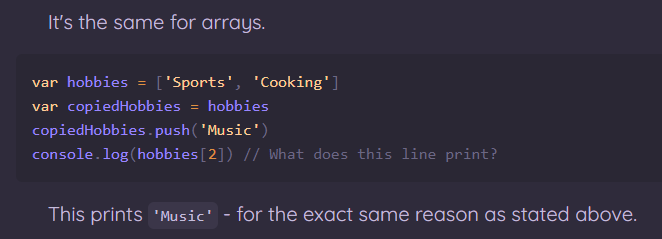 It's the same for arrays.
var hobbies = ['Sports', 'Cooking']
var copiedHobbies = hobbies
copiedHobbies.push('Music')
console.log(hobbies[2]) // What does this line print?
This prints 'Music' - for the exact same reason as stated above.